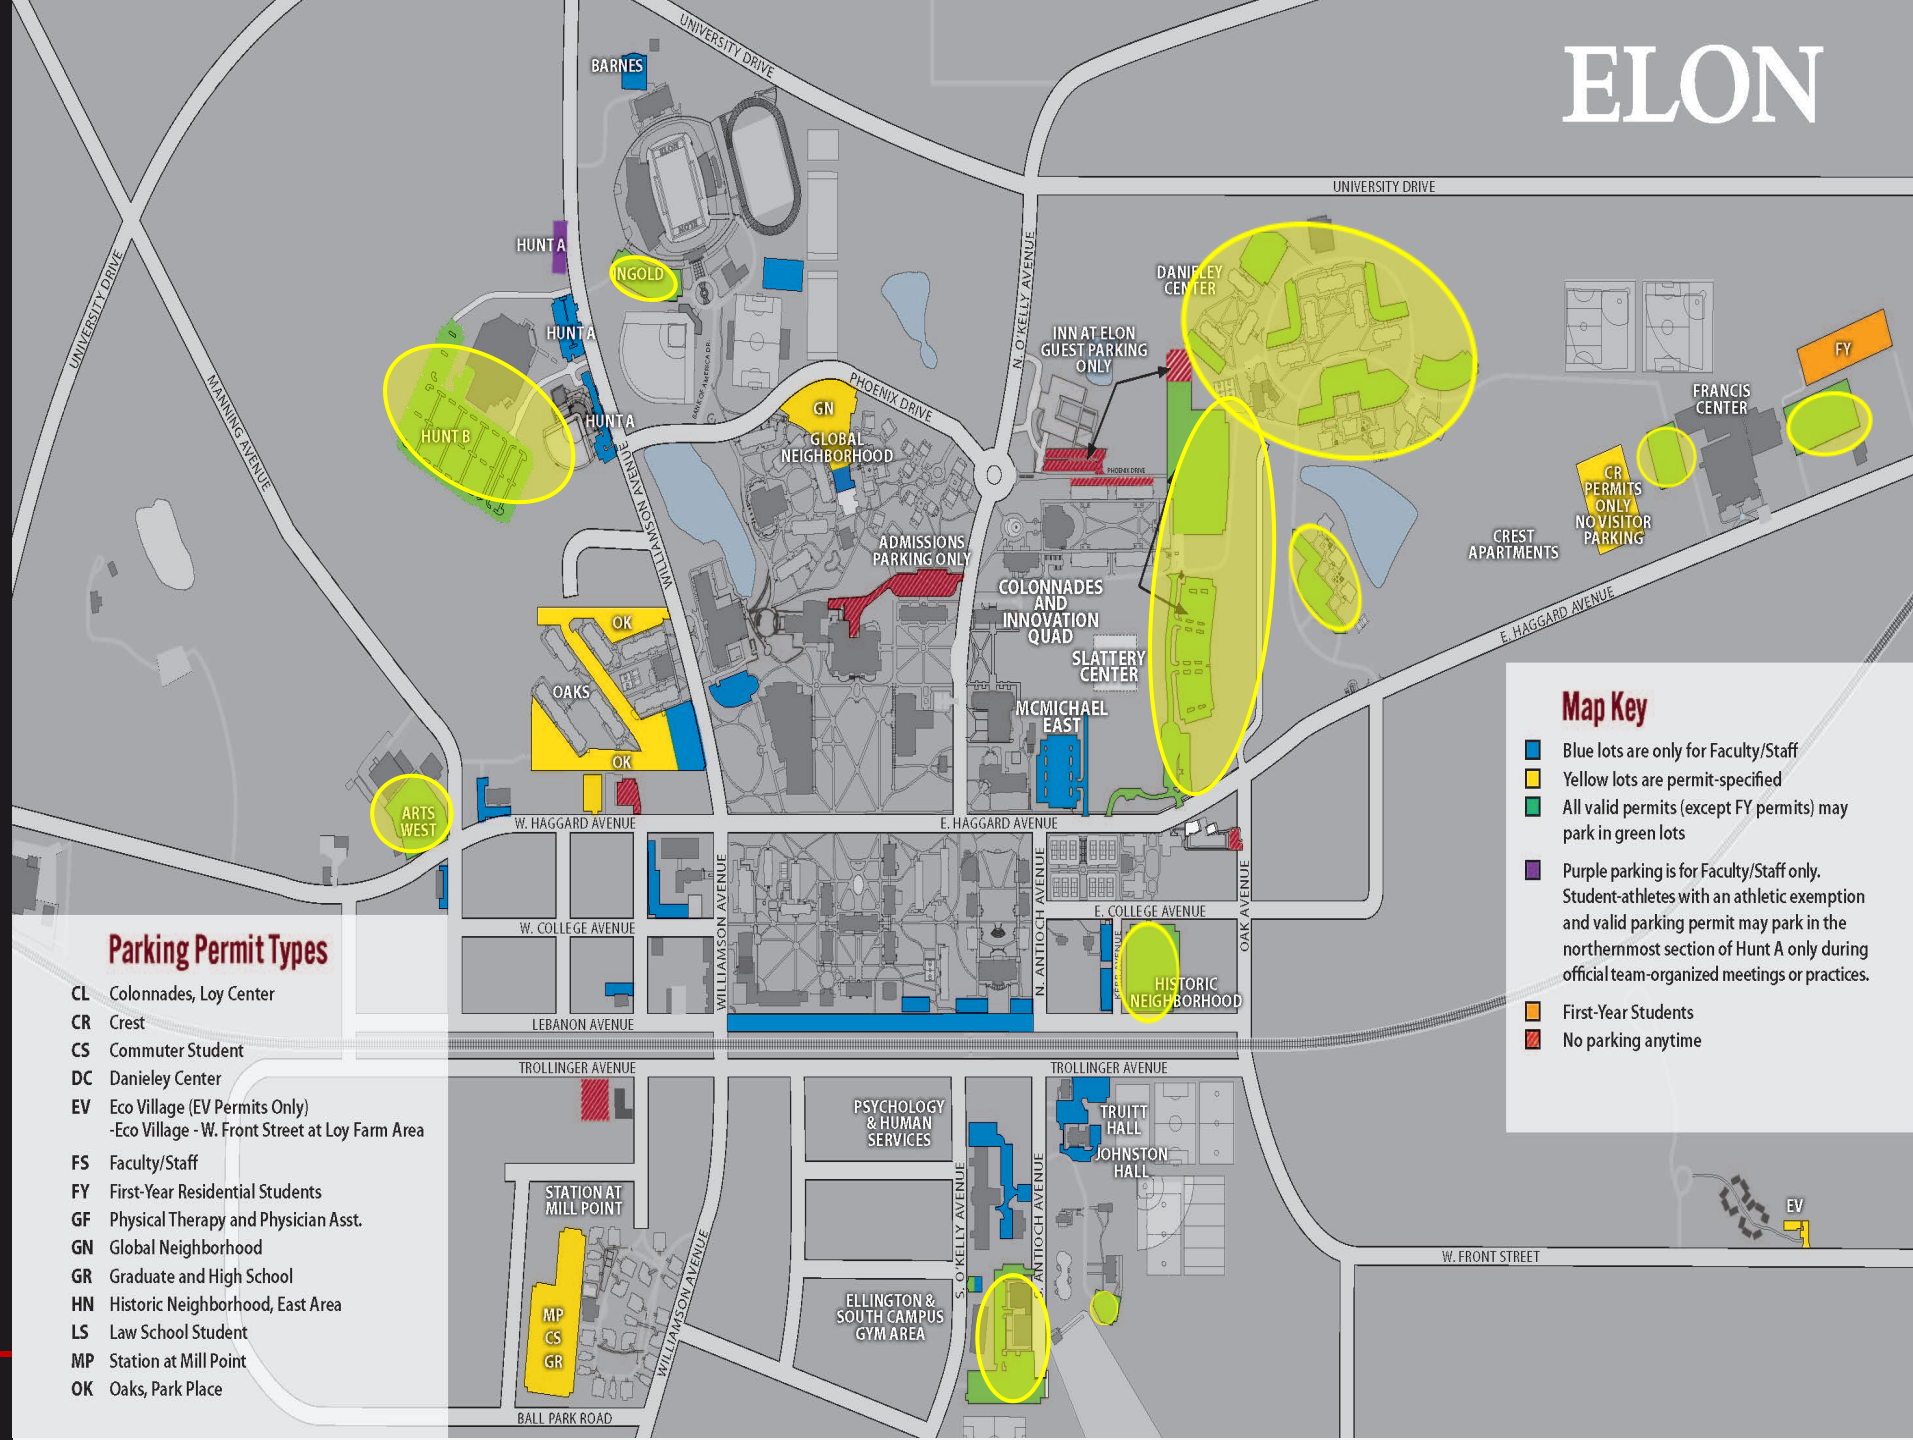 ELON
UNIVERSITY DRIVE
BARNES
ELON
ELON
UNIVERSITY DRIVE
HUNT A
INGOLD
N. O'KELLY AVENUE
DANIELEY
CENTER
UNIVERSITY DRIVE
HUNT A
INN AT ELON
GUEST PARKING
ONLY
FY
BANK OF AMERICA DR.
PHOENIX DRIVE
FRANCIS
CENTER
MANNING AVENUE
HUNT A
HUNT B
GN
GLOBAL
NEIGHBORHOOD
PHOENIX DRIVE
CR
PERMITS
ONLY
NO VISITOR
PARKING
WILLIAMSON AVENUE
ADMISSIONS
PARKING ONLY
CREST
APARTMENTS
COLONNADES
AND
INNOVATION
QUAD
E. HAGGARD AVENUE
OK
SLATTERY
CENTER
OAKS
MCMICHAEL
EAST
OK
ARTS
WEST
W. HAGGARD AVENUE
E. HAGGARD AVENUE
WILLIAMSON AVENUE
N. ANTIOCH AVENUE
OAK AVENUE
E. COLLEGE AVENUE
W. COLLEGE AVENUE
HISTORIC
NEIGHBORHOOD
LEBANON AVENUE
TROLLINGER AVENUE
TROLLINGER AVENUE
PSYCHOLOGY
& HUMAN
SERVICES
TRUITT
HALL
JOHNSTON
HALL
STATION AT
MILL POINT
S. O'KELLY AVENUE
S. ANTIOCH AVENUE
WILLIAMSON AVENUE
EV
W. FRONT STREET
ELLINGTON &
SOUTH CAMPUS
GYM AREA
MP
CS
GR
BALL PARK ROAD
Map Key
Blue lots are only for Faculty/Staff
Yellow lots are permit-specified
All valid permits (except FY permits) may
park in green lots
Purple parking is for Faculty/Staff only.
Student-athletes with an athletic exemption
and valid parking permit may park in the
northernmost section of Hunt A only during
official team-organized meetings or practices.
First-Year Students
No parking anytime
Parking Permit Types
CL Colonnades, Loy Center
CR Crest
CS Commuter Student
DC Danieley Center
EV Eco Village (EV Permits Only)
-Eco Village - W. Front Street at Loy Farm Area
FS Faculty/Staff
FY First-Year Residential Students
GF Physical Therapy and Physician Asst.
GN Global Neighborhood
GR Graduate and High School
HN Historic Neighborhood, East Area
LS Law School Student
MP Station at Mill Point
OK Oaks, Park Place